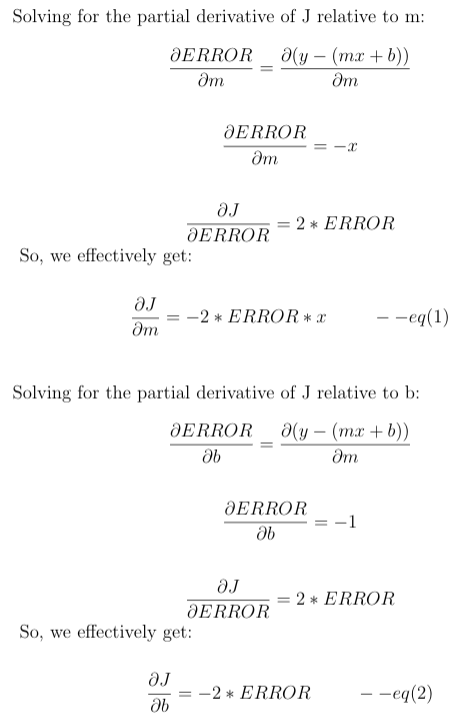 Solving for the partial derivative of J relative to m:
∂ERROR/∂m = ∂(y − (mx + b))/∂m
∂ERROR/∂m = −x
∂J/∂ERROR = 2 ∗ ERROR
So, we effectively get:
∂J/∂m = −2 ∗ ERROR ∗ x − −eq(1)
Solving for the partial derivative of J relative to b:
∂ERROR/∂b = ∂(y − (mx + b))/∂m
∂ERROR/∂b = −1
∂J/∂ERROR = 2 ∗ ERROR
So, we effectively get:
∂J/∂b = −2 ∗ ERROR − −eq(2)